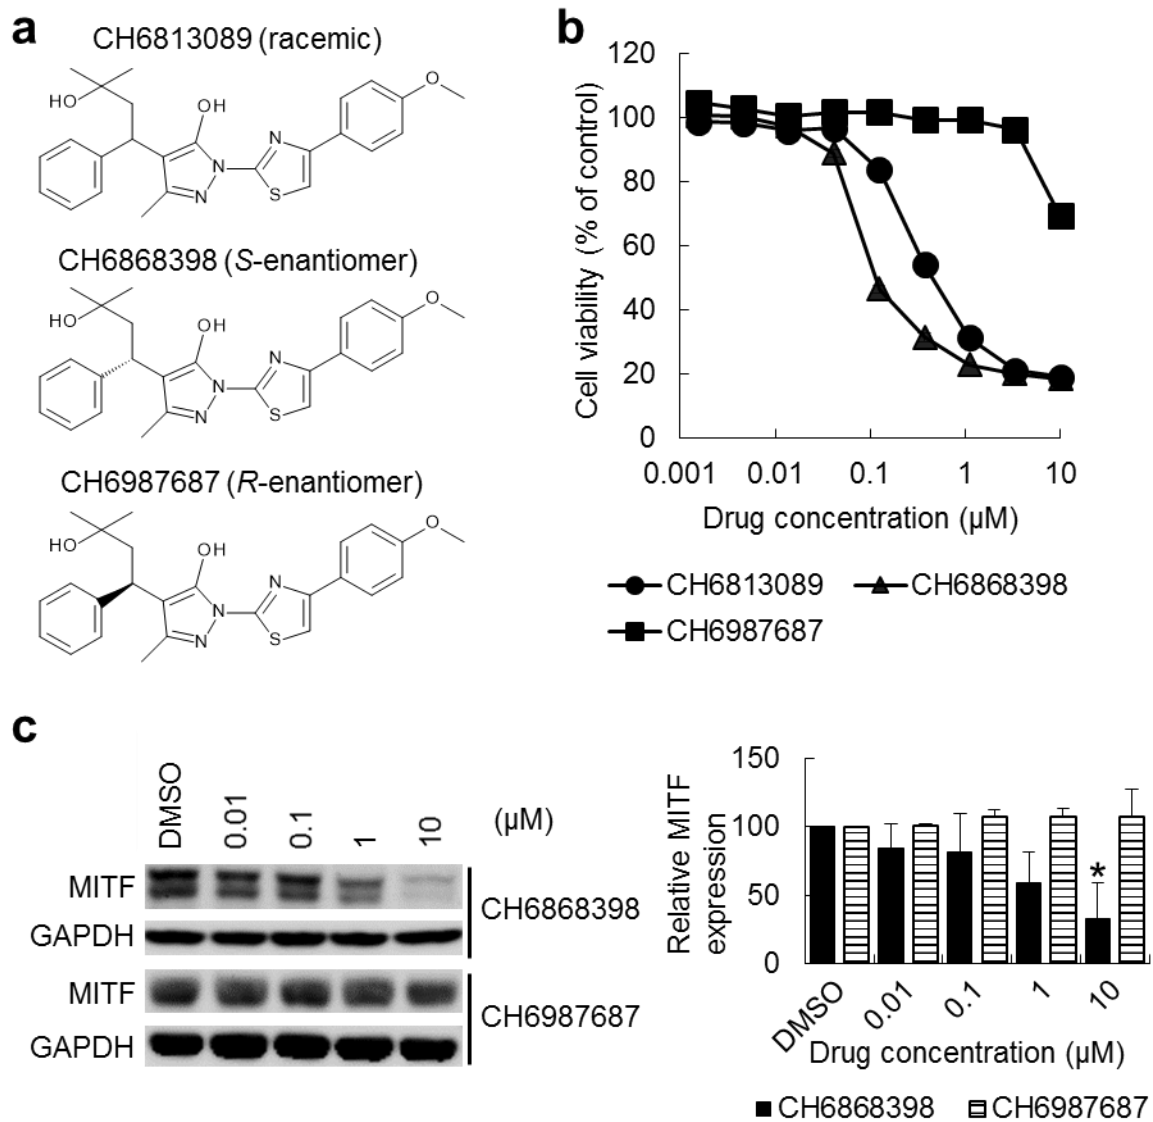 a
CH6813089 (racemic)
HO
OH
O
N
N
N
S
CH6868398 (S-enantiomer)
HO
OH
O
N
N
N
S
CH6987687 (R-enantiomer)
HO
OH
O
N
N
N
S
b
Cell viability (% of control)
120
100
80
60
40
20
0
0.001 0.01 0.1 1 10
Drug concentration (µM)
CH6813089 CH6868398
CH6987687
c
DMSO 0.01 0.1 1 10 (µM)
MITF
GAPDH
CH6868398
MITF
GAPDH
CH6987687
Relative MITF
expression
150
100
50
0
*
DMSO 0.01 0.1 1 10
Drug concentration (µM)
CH6868398 CH6987687